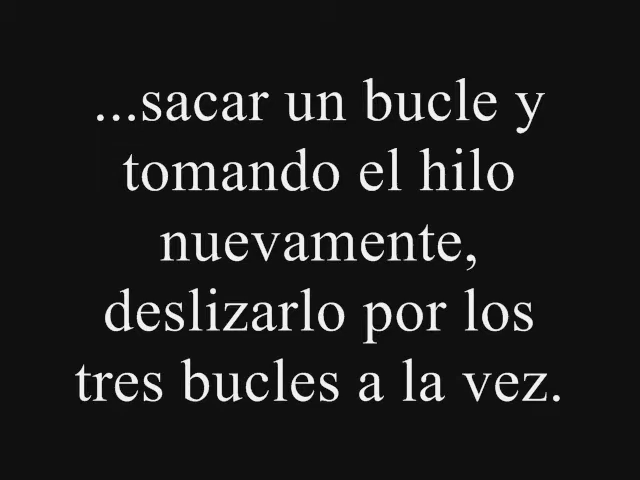 ...sacar un bucle y
tomando el hilo
nuevamente,
deslizarlo por los
tres bucles a la vez.